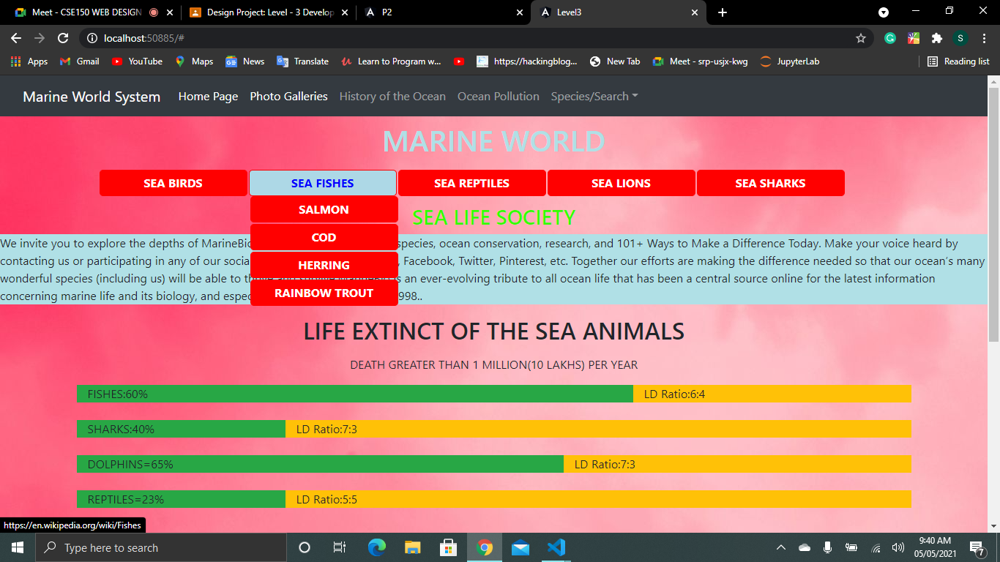 Meet - CSE150 WEB DESIGN
Design Project: Level - 3 Develop
P2
Level3
localhost:50885/#
S
Apps
Gmail
YouTube
Maps
News
Translate
Learn to Program w...
https://hackingblog...
New Tab
Meet - srp-usjx-kwg
JupyterLab
Reading list
Marine World System
Home Page
Photo Galleries
History of the Ocean
Ocean Pollution
Species/Search
MARINE WORLD
SEA BIRDS
SEA FISHES
SEA REPTILES
SEA LIONS
SEA SHARKS
SALMON
COD
HERRING
RAINBOW TROUT
SEA LIFE SOCIETY
We invite you to explore the depths of MarineBio species, ocean conservation, research, and 101+ Ways to Make a Difference Today. Make your voice heard by
contacting us or participating in any of our socia , Facebook, Twitter, Pinterest, etc. Together our efforts are making the difference needed so that our ocean's many
wonderful species (including us) will be able to is an ever-evolving tribute to all ocean life that has been a central source online for the latest information
concerning marine life and its biology, and espec 998..
LIFE EXTINCT OF THE SEA ANIMALS
DEATH GREATER THAN 1 MILLION(10 LAKHS) PER YEAR
FISHES:60% LD Ratio:6:4
SHARKS:40% LD Ratio:7:3
DOLPHINS=65% LD Ratio:7:3
REPTILES=23% LD Ratio:5:5
https://en.wikipedia.org/wiki/Fishes
Type here to search
9:40 AM
05/05/2021
7